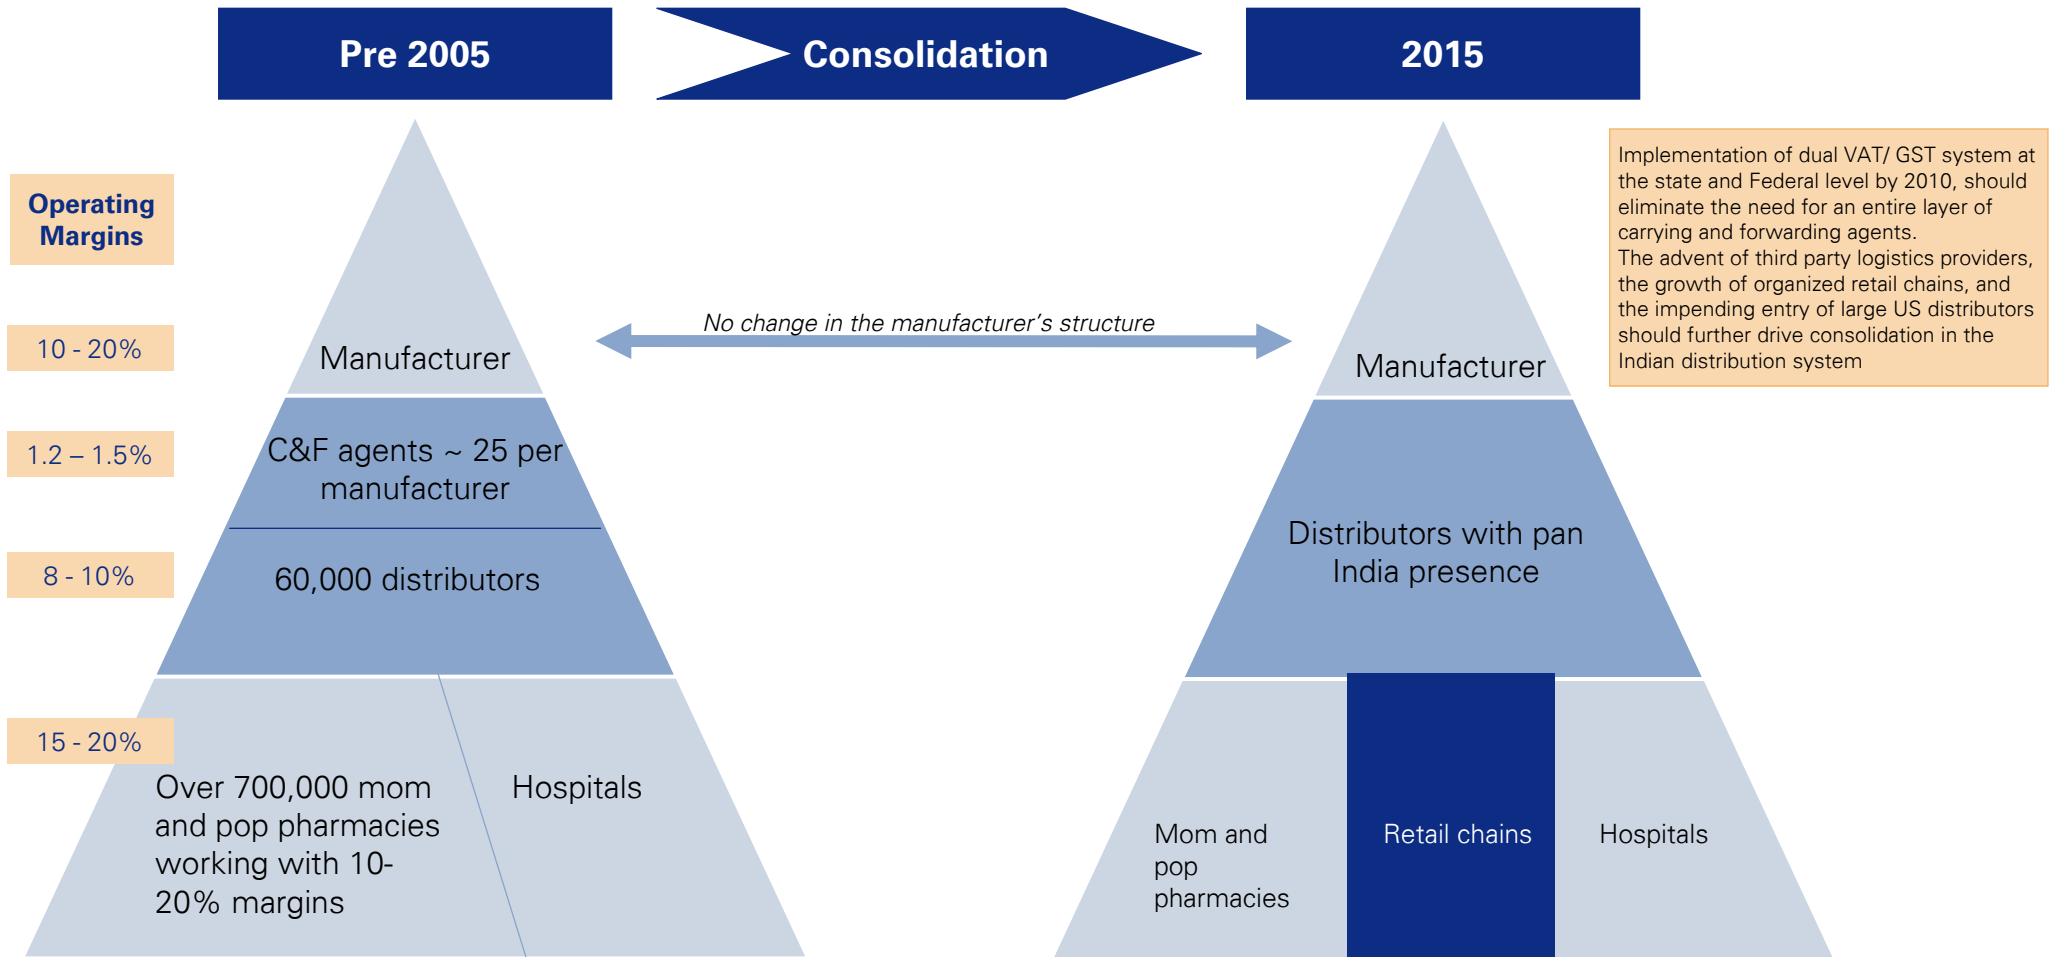 Pre 2005
Consolidation
2015
Operating
Margins
10 - 20%
1.2 – 1.5%
8 - 10%
15 - 20%
Manufacturer
C&F agents ~ 25 per
manufacturer
60,000 distributors
Over 700,000 mom
and pop pharmacies
working with 10-
20% margins
Hospitals
No change in the manufacturer’s structure
Manufacturer
Distributors with pan
India presence
Mom and
pop
pharmacies
Retail chains
Hospitals
Implementation of dual VAT/ GST system at
the state and Federal level by 2010, should
eliminate the need for an entire layer of
carrying and forwarding agents.
The advent of third party logistics providers,
the growth of organized retail chains, and
the impending entry of large US distributors
should further drive consolidation in the
Indian distribution system